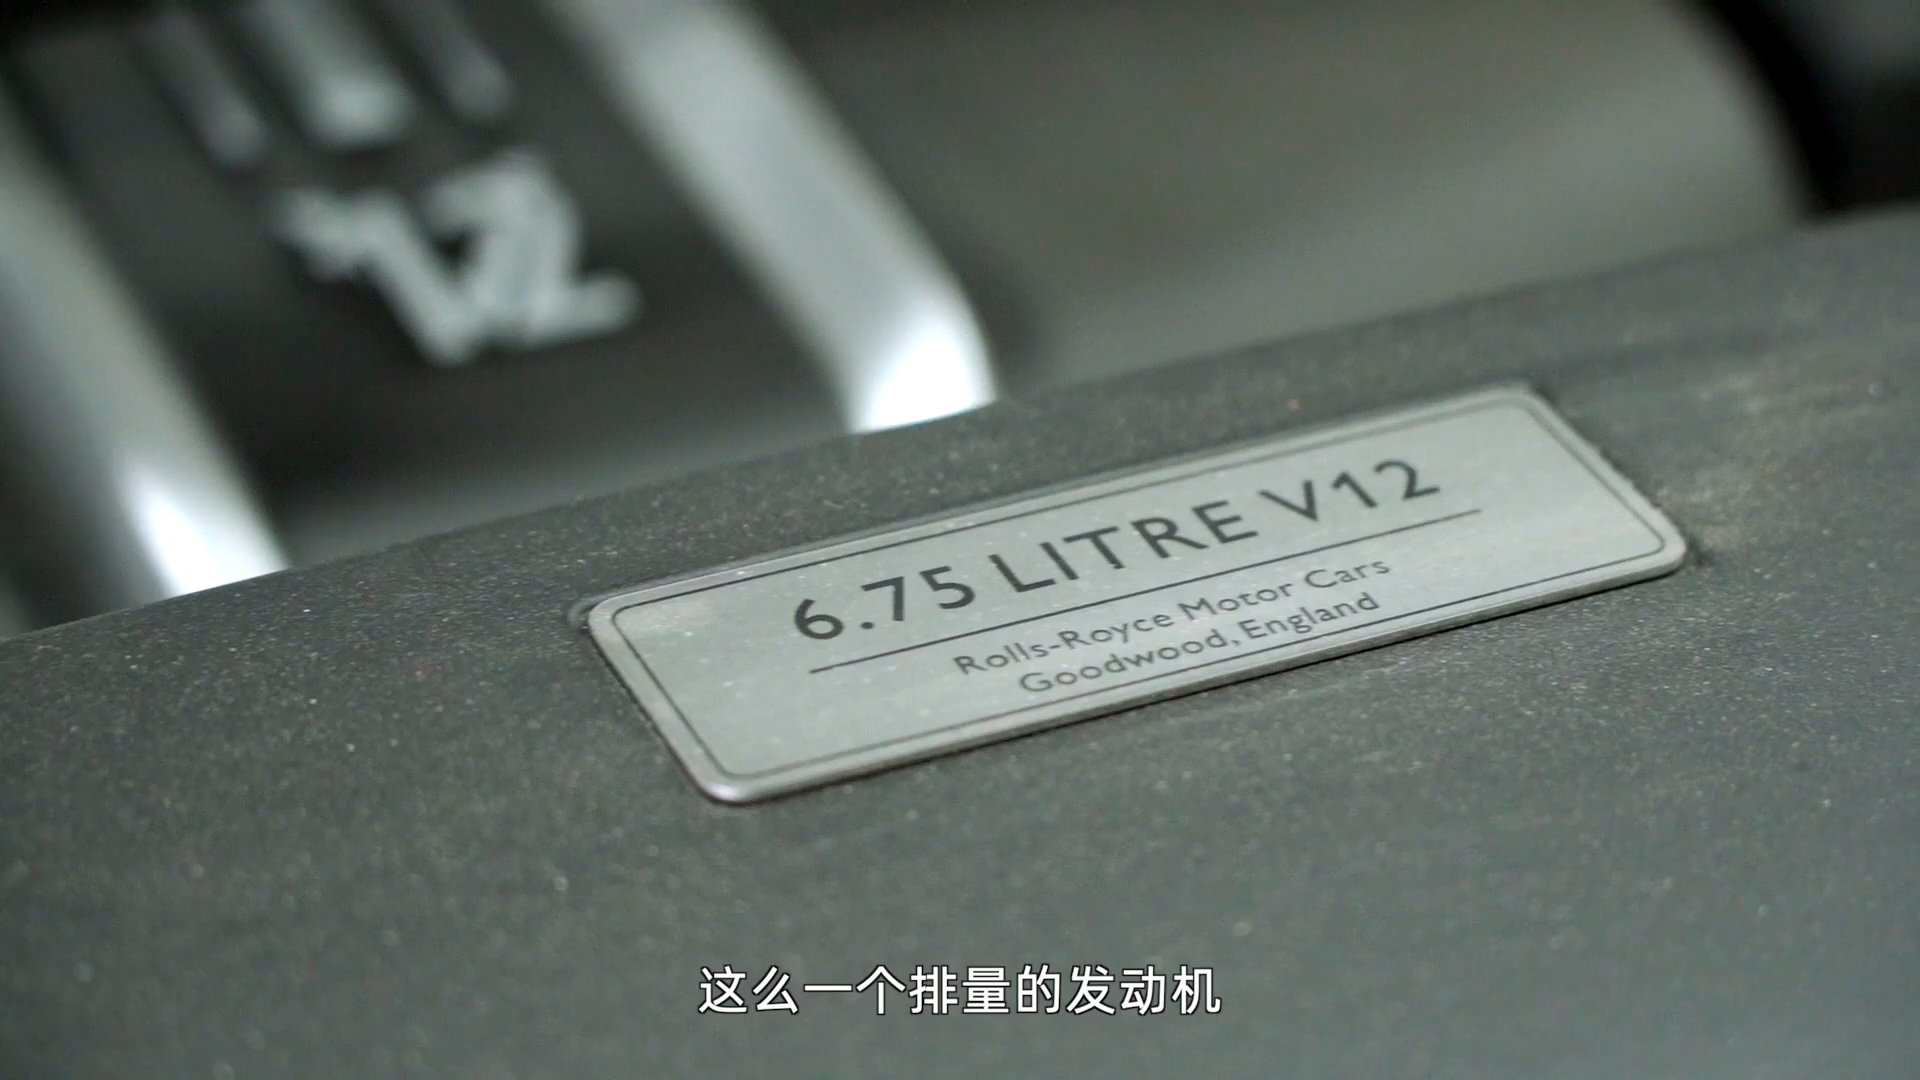 V12
6.75 LITRE V12
Rolls-Royce Motor Cars
Goodwood, England
这么一个排量的发动机